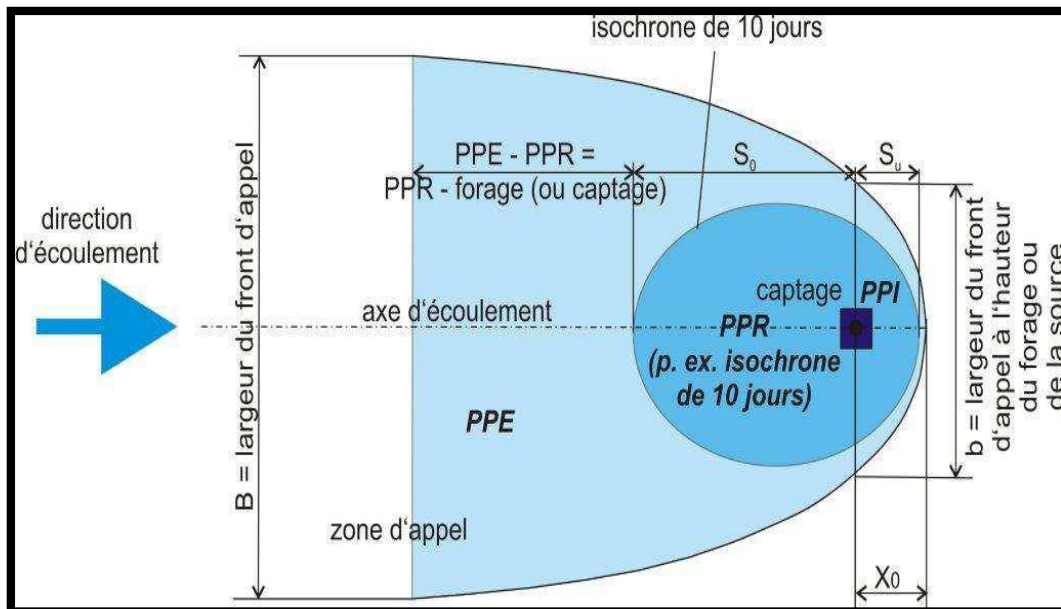 isochrone de 10 jours
PPE - PPR =
PPR - forage (ou captage)
S₀
Sᵤ
direction
d'écoulement
B = largeur du front d'appel
axe d'écoulement
captage
PPI
PPR
(p. ex. isochrone
de 10 jours)
PPE
zone d'appel
b = largeur du front
d'appel à l'hauteur
du forage ou
de la source
X0